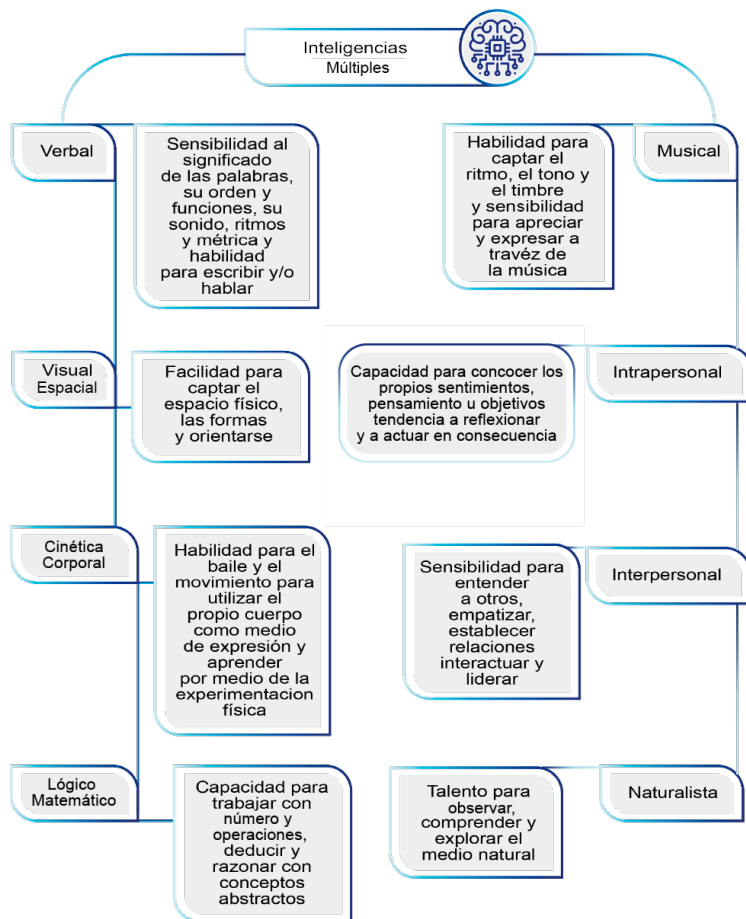 Inteligencias
Múltiples
Verbal
Sensibilidad al
significado
de las palabras,
su orden y
funciones, su
sonido, ritmos
y métrica y
habilidad
para escribir y/o
hablar
Habilidad para
captar el
ritmo, el tono y
el timbre
y sensibilidad
para apreciar
y expresar a
travéz de
la música
Musical
Visual
Espacial
Facilidad para
captar el
espacio físico,
las formas
y orientarse
Capacidad para concocer los
propios sentimientos,
pensamiento u objetivos
tendencia a reflexionar
y a actuar en consecuencia
Intrapersonal
Cinética
Corporal
Habilidad para el
baile y el
movimiento para
utilizar el
propio cuerpo
como medio
de expresión y
aprender
por medio de la
experimentacion
física
Sensibilidad para
entender
a otros,
empatizar,
establecer
relaciones
interactuar y
liderar
Interpersonal
Lógico
Matemático
Capacidad para
trabajar con
número y
operaciones,
deducir y
razonar con
conceptos
abstractos
Talento para
observar,
comprender y
explorar el
medio natural
Naturalista